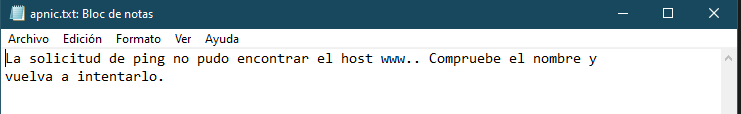 apnic.txt: Bloc de notas
Archivo Edición Formato Ver Ayuda
La solicitud de ping no pudo encontrar el host www.. Compruebe el nombre y
vuelva a intentarlo.